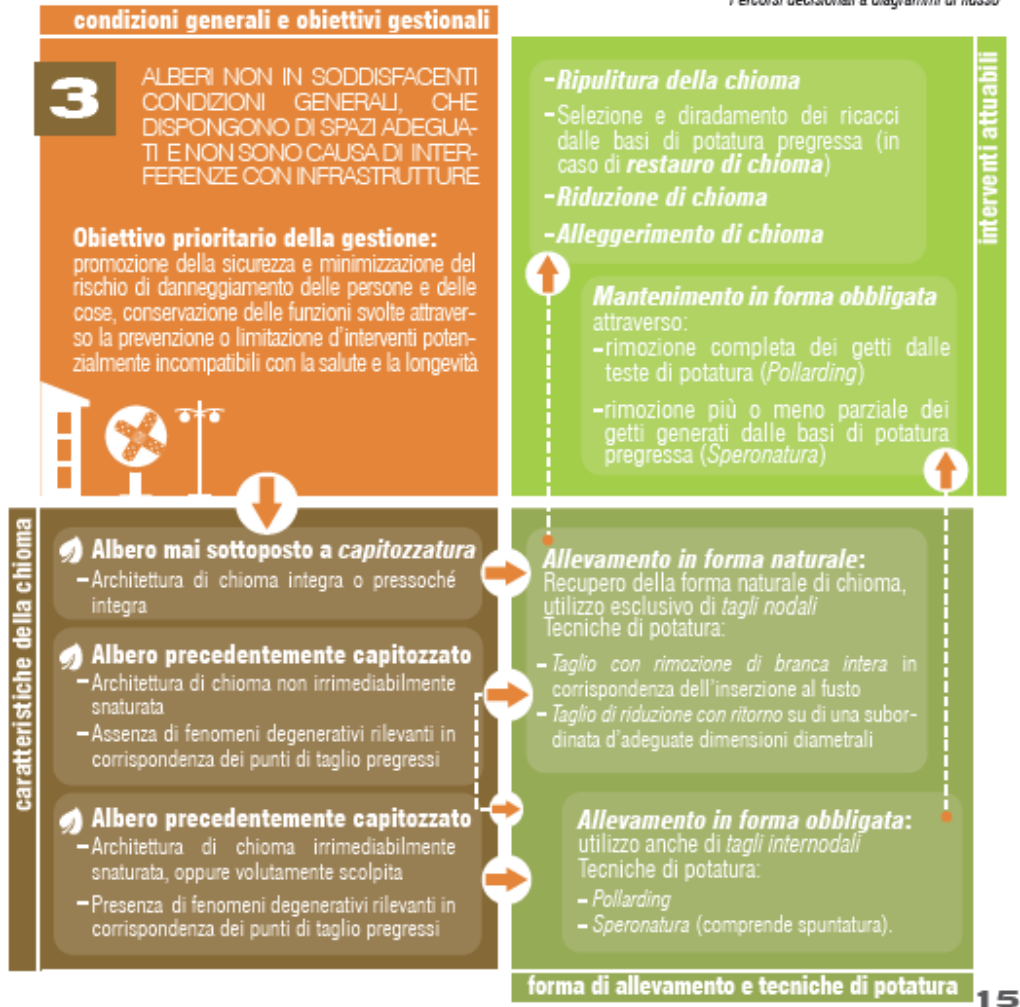 Percorsi decisionali a diagrammi di flusso
condizioni generali e obiettivi gestionali
3
ALBERI NON IN SODDISFACENTI
CONDIZIONI GENERALI, CHE
DISPONGONO DI SPAZI ADEGUA-
TI E NON SONO CAUSA DI INTER-
FERENZE CON INFRASTRUTTURE
Obiettivo prioritario della gestione:
promozione della sicurezza e minimizzazione del
rischio di danneggiamento delle persone e delle
cose, conservazione delle funzioni svolte attraver-
so la prevenzione o limitazione d'interventi poten-
zialmente incompatibili con la salute e la longevità
interventi attuabili
-Ripulitura della chioma
-Selezione e diradamento dei ricacci
dalle basi di potatura pregressa (in
caso di restauro di chioma)
-Riduzione di chioma
-Alleggerimento di chioma
Mantenimento in forma obbligata
attraverso:
-rimozione completa dei getti dalle
teste di potatura (Pollarding)
-rimozione più o meno parziale dei
getti generati dalle basi di potatura
pregressa (Speronatura)
caratteristiche della chioma
Albero mai sottoposto a capitozzatura
-Architettura di chioma integra o pressoché
integra
Albero precedentemente capitozzato
-Architettura di chioma non irrimediabilmente
snaturata
-Assenza di fenomeni degenerativi rilevanti in
corrispondenza dei punti di taglio pregressi
Albero precedentemente capitozzato
-Architettura di chioma irrimediabilmente
snaturata, oppure volutamente scolpita
-Presenza di fenomeni degenerativi rilevanti in
corrispondenza dei punti di taglio pregressi
Allevamento in forma naturale:
Recupero della forma naturale di chioma,
utilizzo esclusivo di tagli nodali
Tecniche di potatura:
- Taglio con rimozione di branca intera in
corrispondenza dell'inserzione al fusto
- Taglio di riduzione con ritorno su di una subor-
dinata d'adeguate dimensioni diametrali
Allevamento in forma obbligata:
utilizzo anche di tagli internodali
Tecniche di potatura:
- Pollarding
- Speronatura (comprende spuntatura).
forma di allevamento e tecniche di potatura
15